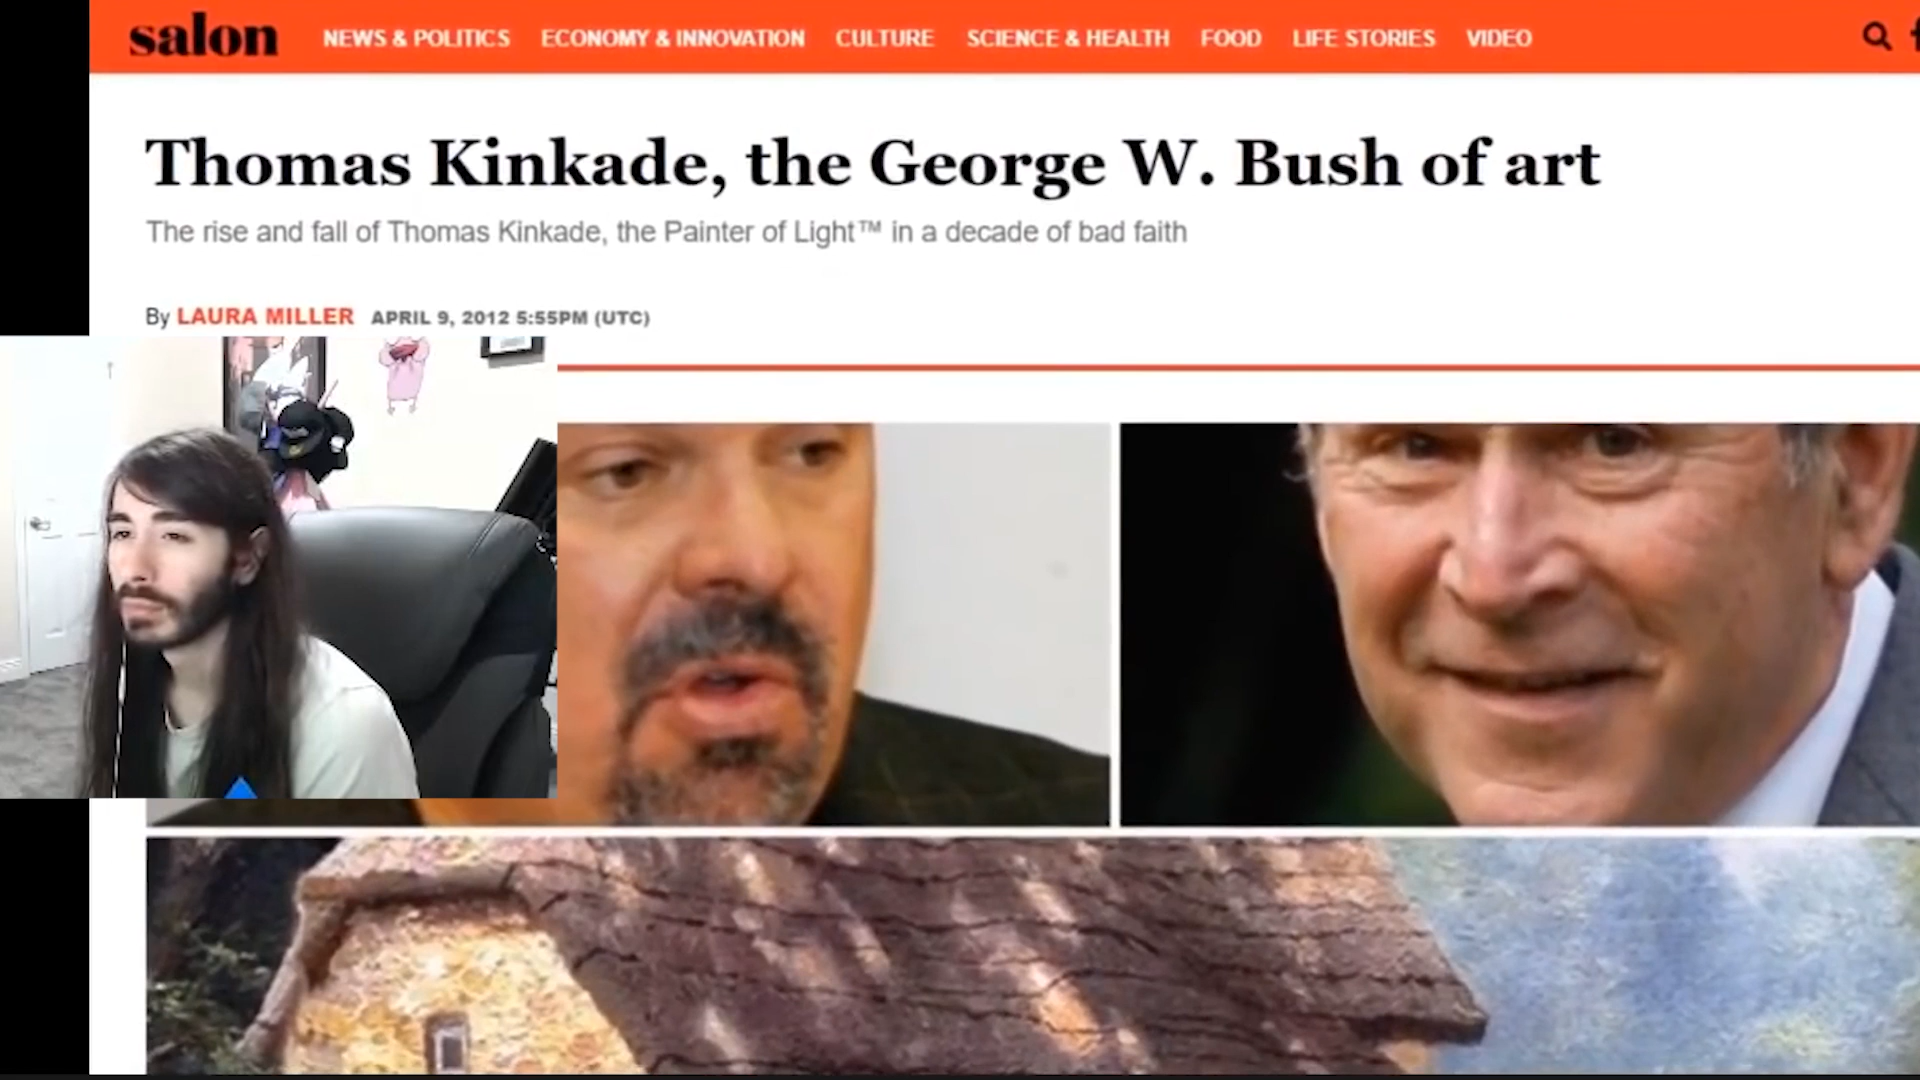 salon NEWS & POLITICS ECONOMY & INNOVATION CULTURE SCIENCE & HEALTH FOOD LIFE STORIES VIDEO
Thomas Kinkade, the George W. Bush of art
The rise and fall of Thomas Kinkade, the Painter of Light™ in a decade of bad faith
By LAURA MILLER APRIL 9, 2012 5:55PM (UTC)